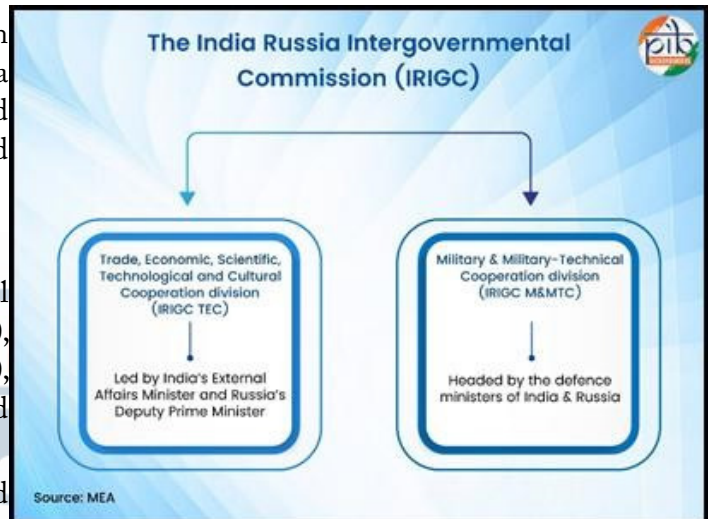 The India Russia Intergovernmental
Commission (IRIGC)
pib
Trade, Economic, Scientific,
Technological and Cultural
Cooperation division
(IRIGC TEC)
Led by India's External
Affairs Minister and Russia's
Deputy Prime Minister
Military & Military-Technical
Cooperation division
(IRIGC M&MTC)
Headed by the defence
ministers of India & Russia
Source: MEA